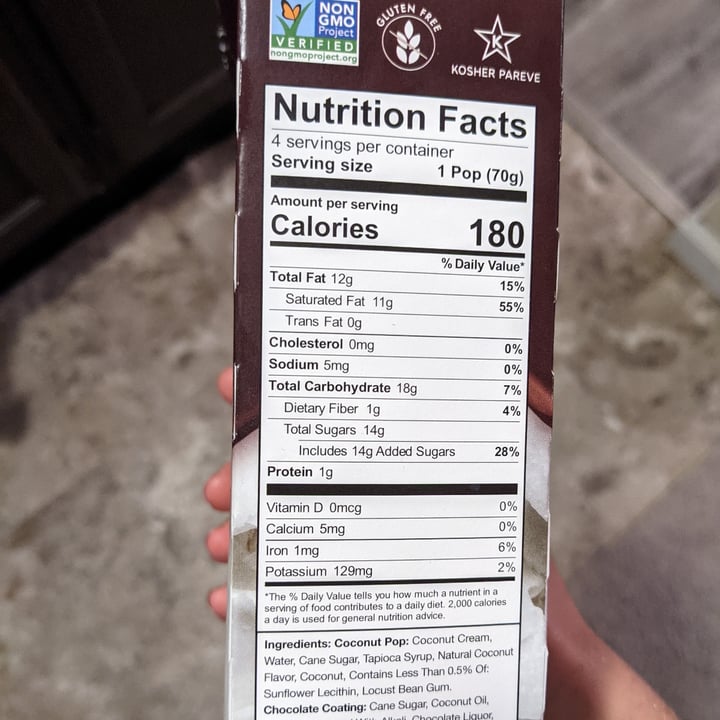 NON
GMO
Project
VERIFIED
nongmoproject.org
GLUTEN FREE
K
KOSHER PAREVE
Nutrition Facts
4 servings per container
Serving size 1 Pop (70g)
Amount per serving
Calories 180
% Daily Value*
Total Fat 12g 15%
Saturated Fat 11g 55%
Trans Fat 0g
Cholesterol 0mg 0%
Sodium 5mg 0%
Total Carbohydrate 18g 7%
Dietary Fiber 1g 4%
Total Sugars 14g
Includes 14g Added Sugars 28%
Protein 1g
Vitamin D 0mcg 0%
Calcium 5mg 0%
Iron 1mg 6%
Potassium 129mg 2%
*The % Daily Value tells you how much a nutrient in a
serving of food contributes to a daily diet. 2,000 calories
a day is used for general nutrition advice.
Ingredients: Coconut Pop: Coconut Cream,
Water, Cane Sugar, Tapioca Syrup, Natural Coconut
Flavor, Coconut, Contains Less Than 0.5% Of:
Sunflower Lecithin, Locust Bean Gum.
Chocolate Coating: Cane Sugar, Coconut Oil,
Chocolate Liquor,